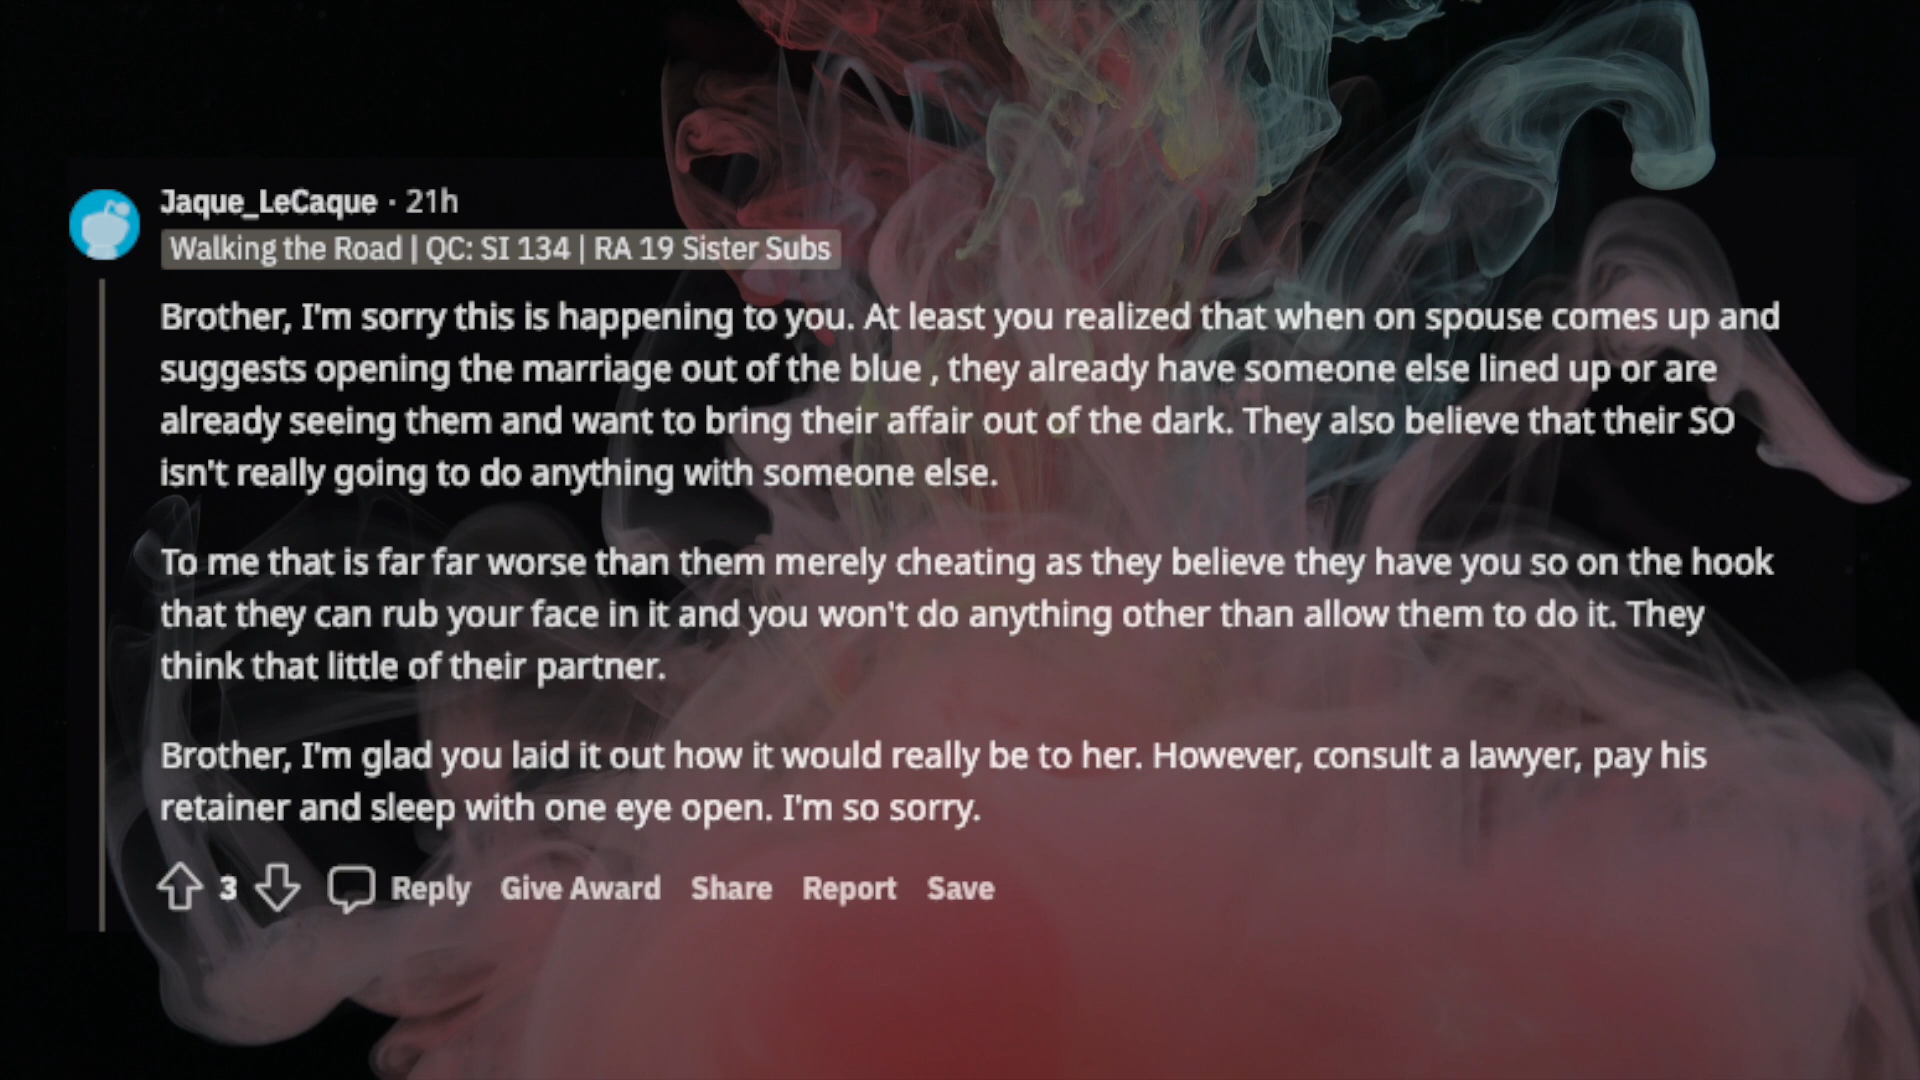 Jaque_LeCaque · 21h
Walking the Road | QC: SI 134 | RA 19 Sister Subs
Brother, I'm sorry this is happening to you. At least you realized that when on spouse comes up and
suggests opening the marriage out of the blue , they already have someone else lined up or are
already seeing them and want to bring their affair out of the dark. They also believe that their SO
isn't really going to do anything with someone else.
To me that is far far worse than them merely cheating as they believe they have you so on the hook
that they can rub your face in it and you won't do anything other than allow them to do it. They
think that little of their partner.
Brother, I'm glad you laid it out how it would really be to her. However, consult a lawyer, pay his
retainer and sleep with one eye open. I'm so sorry.
3 Reply Give Award Share Report Save